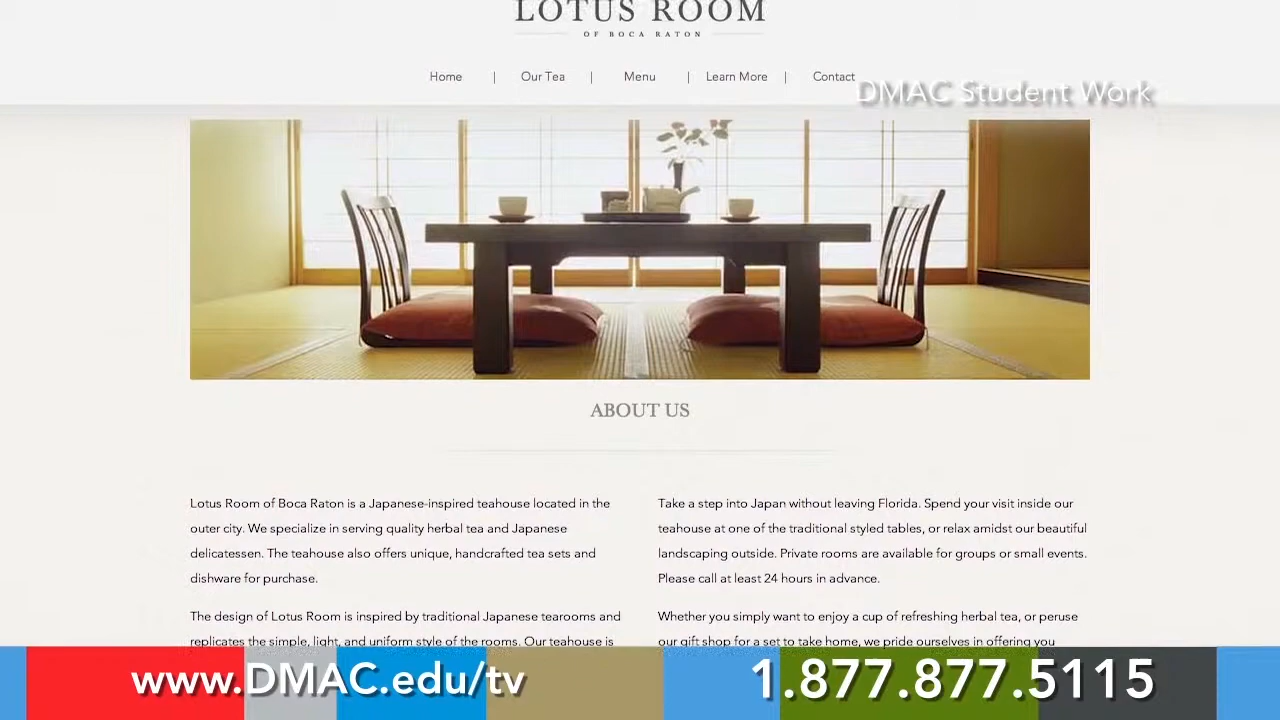 LOTUS ROOM
OF BOCA RATON
Home | Our Tea | Menu | Learn More | Contact
DMAC Student Work
ABOUT US
Lotus Room of Boca Raton is a Japanese-inspired teahouse located in the
outer city. We specialize in serving quality herbal tea and Japanese
delicatessen. The teahouse also offers unique, handcrafted tea sets and
dishware for purchase.
The design of Lotus Room is inspired by traditional Japanese tearooms and
replicates the simple, light, and uniform style of the rooms. Our teahouse is
Take a step into Japan without leaving Florida. Spend your visit inside our
teahouse at one of the traditional styled tables, or relax amidst our beautiful
landscaping outside. Private rooms are available for groups or small events.
Please call at least 24 hours in advance.
Whether you simply want to enjoy a cup of refreshing herbal tea, or peruse
our gift shop for a set to take home, we pride ourselves in offering you
www.DMAC.edu/tv
1.877.877.5115